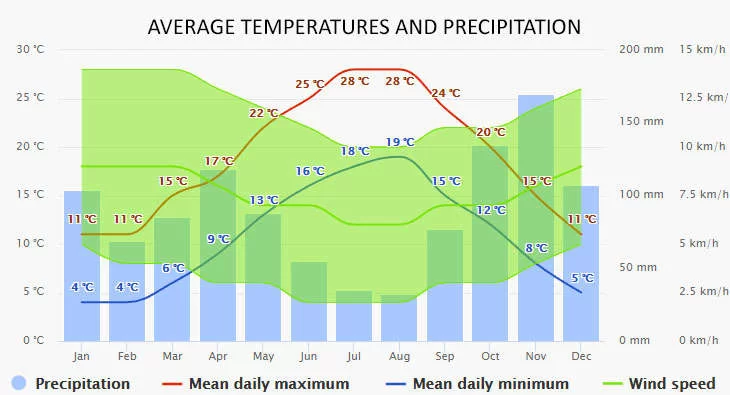 AVERAGE TEMPERATURES AND PRECIPITATION
30 °C 200 mm 15 km/h
25 °C 12.5 km/h
150 mm
20 °C 10 km/h
15 °C 100 mm 7.5 km/h
10 °C 5 km/h
50 mm
5 °C 2.5 km/h
0 °C 0 mm 0 km/h
11 °C 11 °C 15 °C 17 °C 22 °C 25 °C 28 °C 28 °C 24 °C 20 °C 15 °C 11 °C
4 °C 4 °C 6 °C 9 °C 13 °C 16 °C 18 °C 19 °C 15 °C 12 °C 8 °C 5 °C
Jan Feb Mar Apr May Jun Jul Aug Sep Oct Nov Dec
Precipitation Mean daily maximum Mean daily minimum Wind speed